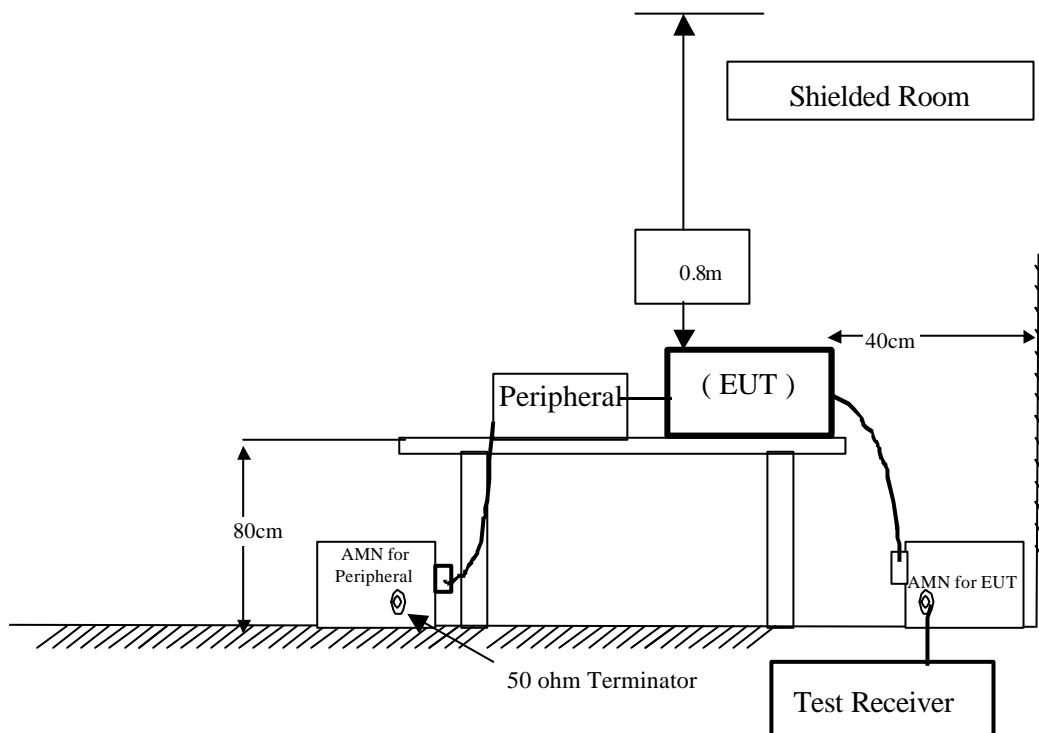 Shielded Room
0.8m
40cm
Peripheral
( EUT )
80cm
AMN for
Peripheral
AMN for EUT
50 ohm Terminator
Test Receiver